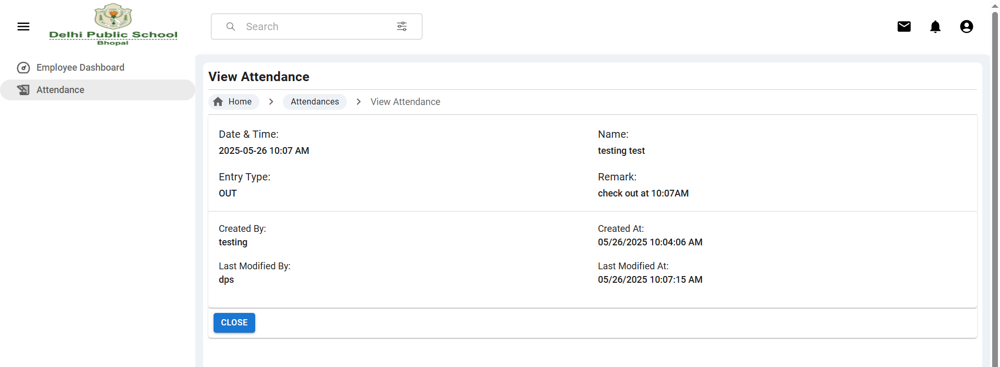 Delhi Public School
Bhopal
Search
Employee Dashboard
Attendance
View Attendance
Home > Attendances > View Attendance
Date & Time:
2025-05-26 10:07 AM
Name:
testing test
Entry Type:
OUT
Remark:
check out at 10:07AM
Created By:
testing
Created At:
05/26/2025 10:04:06 AM
Last Modified By:
dps
Last Modified At:
05/26/2025 10:07:15 AM
CLOSE